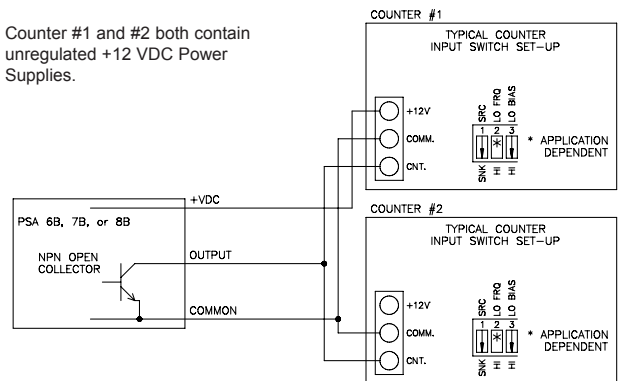 Counter #1 and #2 both contain
unregulated +12 VDC Power
Supplies.
COUNTER #1
TYPICAL COUNTER
INPUT SWITCH SET-UP
+12V
COMM.
CNT.
SRC
LO FRQ
LO BIAS
1 2 3
*
SNK
HI
HI
* APPLICATION
DEPENDENT
PSA 6B, 7B, or 8B
NPN OPEN
COLLECTOR
+VDC
OUTPUT
COMMON
COUNTER #2
TYPICAL COUNTER
INPUT SWITCH SET-UP
+12V
COMM.
CNT.
SRC
LO FRQ
LO BIAS
1 2 3
*
SNK
HI
HI
* APPLICATION
DEPENDENT